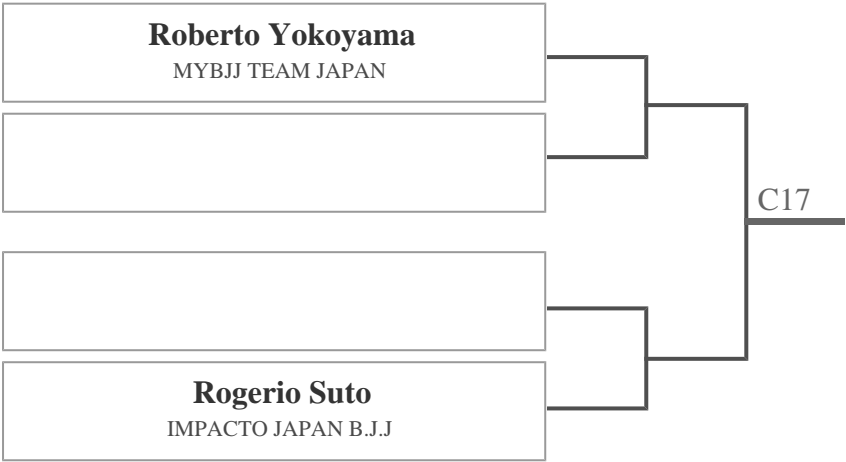 Roberto Yokoyama
MYBJJ TEAM JAPAN
C17
Rogerio Suto
IMPACTO JAPAN B.J.J